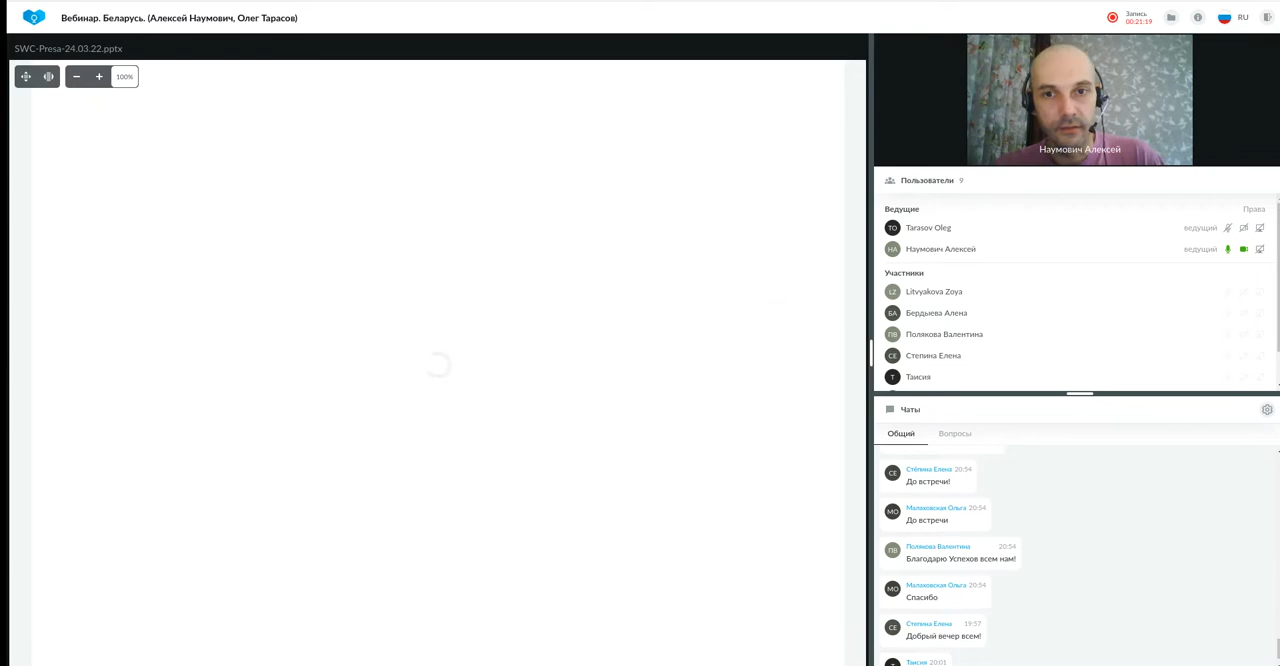 Вебинар. Беларусь. (Алексей Наумович, Олег Тарасов)
Запись
00:21:19
RU
SWC-Presa-24.03.22.pptx
100%
Наумович Алексей
Пользователи 9
Ведущие Права
TO Tarasov Oleg ведущий
НА Наумович Алексей ведущий
Участники
LZ Litvyakova Zoya
БА Бердыева Алена
ПВ Полякова Валентина
СЕ Степина Елена
Т Таисия
Чаты
Общий Вопросы
СЕ Стёпина Елена 20:54
До встречи!
МО Малаховская Ольга 20:54
До встречи
ПВ Полякова Валентина 20:54
Благодарю Успехов всем нам!
МО Малаховская Ольга 20:54
Спасибо
СЕ Степина Елена 19:57
Добрый вечер всем!
Т Таисия 20:01